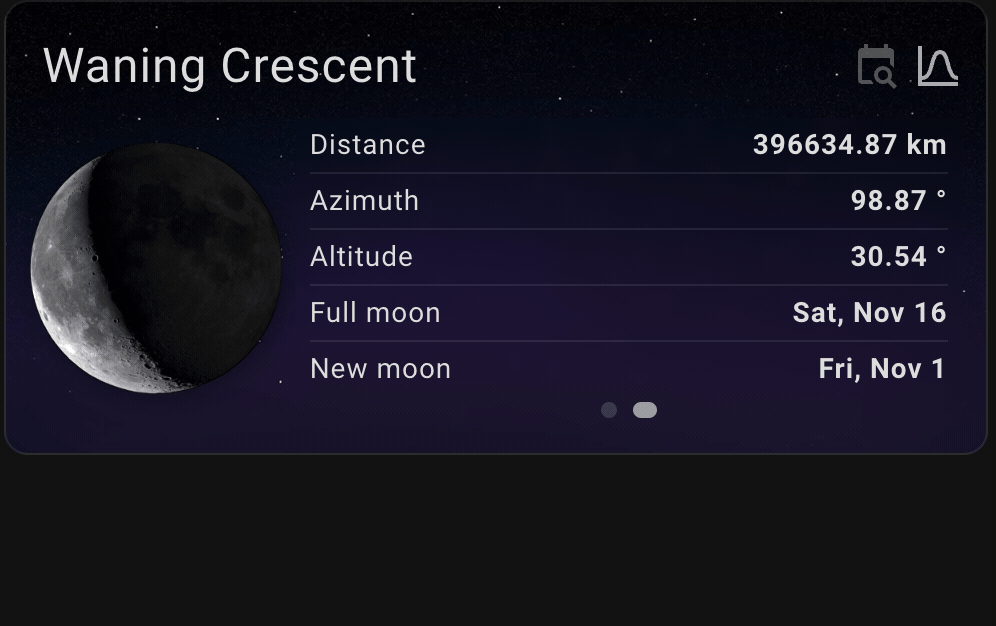 Waning Crescent
Distance 396634.87 km
Azimuth 98.87 °
Altitude 30.54 °
Full moon Sat, Nov 16
New moon Fri, Nov 1